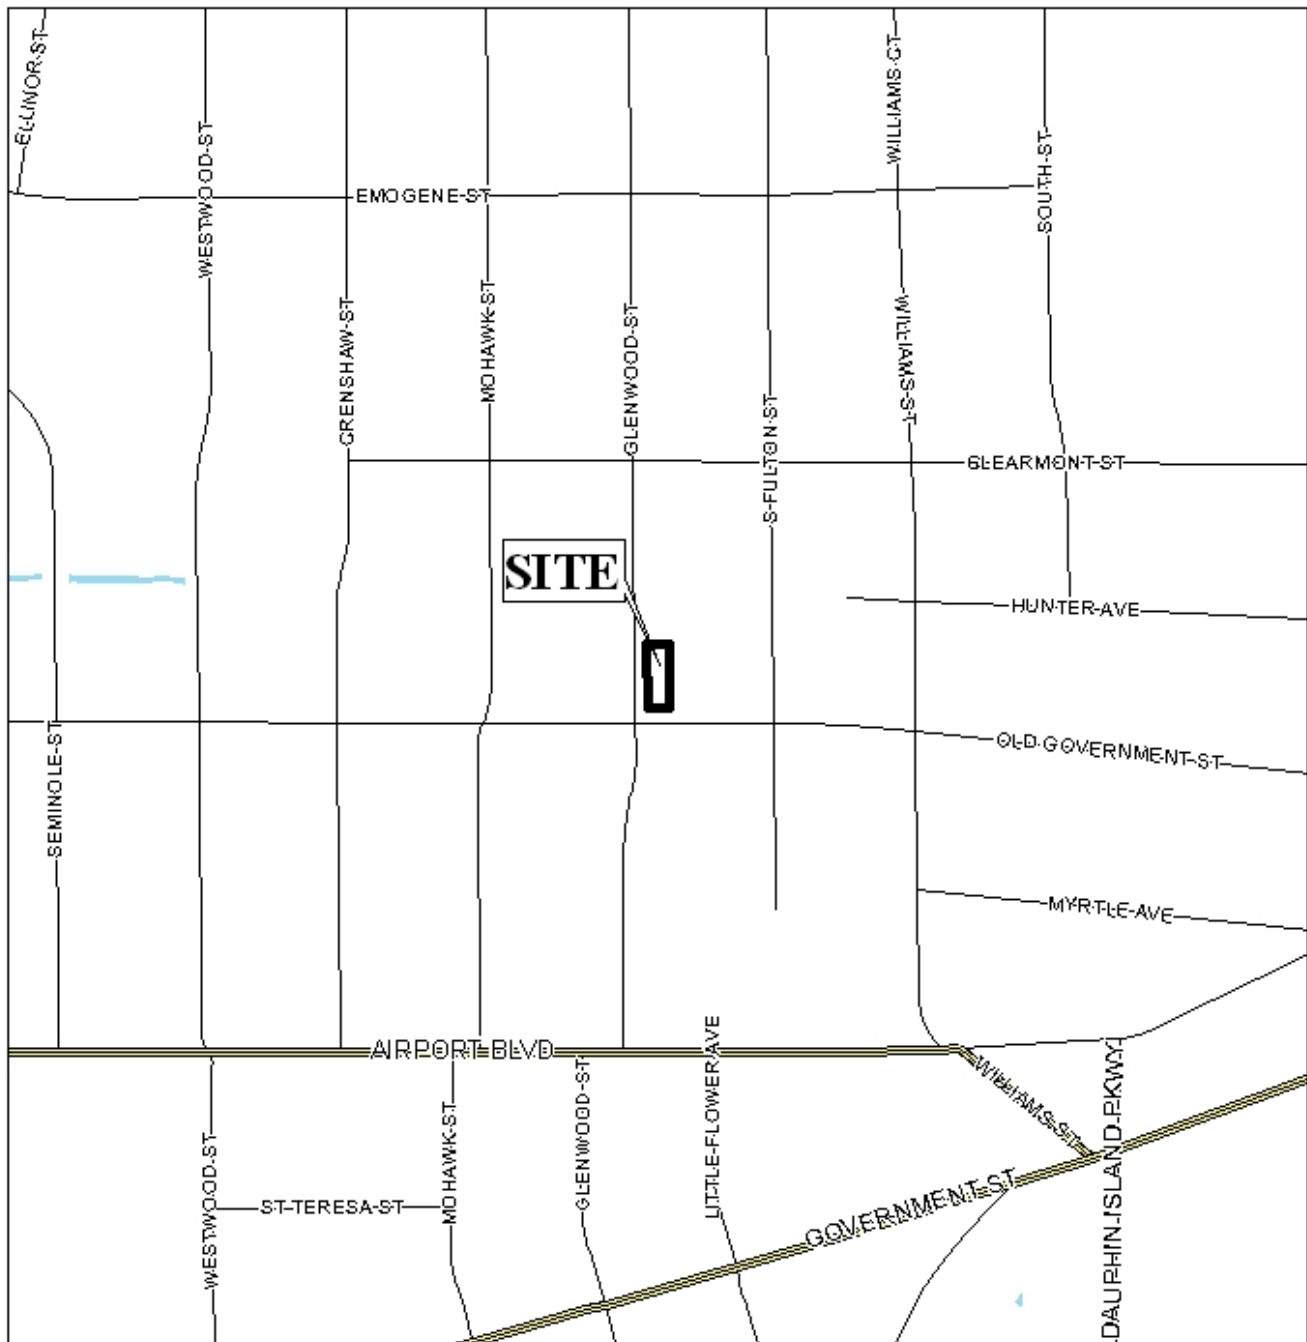 ELLINOR ST
WESTWOOD ST
WILLIAMS CT
SOUTH ST
EMOGENE ST
CRENSHAW ST
MOHAWK ST
GLENWOOD ST
WILLIAMS ST
S FULTON ST
CLEARMONT ST
SITE
HUNTER AVE
SEMINOLE ST
OLD GOVERNMENT ST
MYRTLE AVE
AIRPORT BLVD
LITTLE FLOWER AVE
WILLIAMS ST
DAUPHIN ISLAND PKWY
GLENWOOD ST
MOHAWK ST
WESTWOOD ST
ST TERESA ST
GOVERNMENT ST